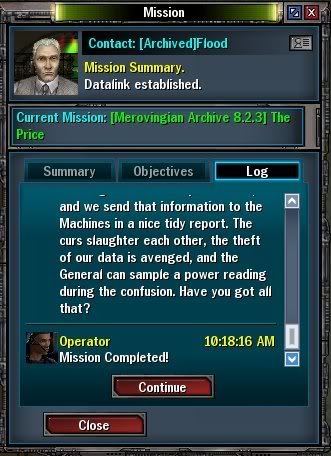 Mission
Contact: [Archived]Flood
Mission Summary.
Datalink established.
Current Mission: [Merovingian Archive 8.2.3] The
Price
Summary Objectives Log
and we send that information to the
Machines in a nice tidy report. The
curs slaughter each other, the theft
of our data is avenged, and the
General can sample a power reading
during the confusion. Have you got all
that?
Operator 10:18:16 AM
Mission Completed!
Continue
Close